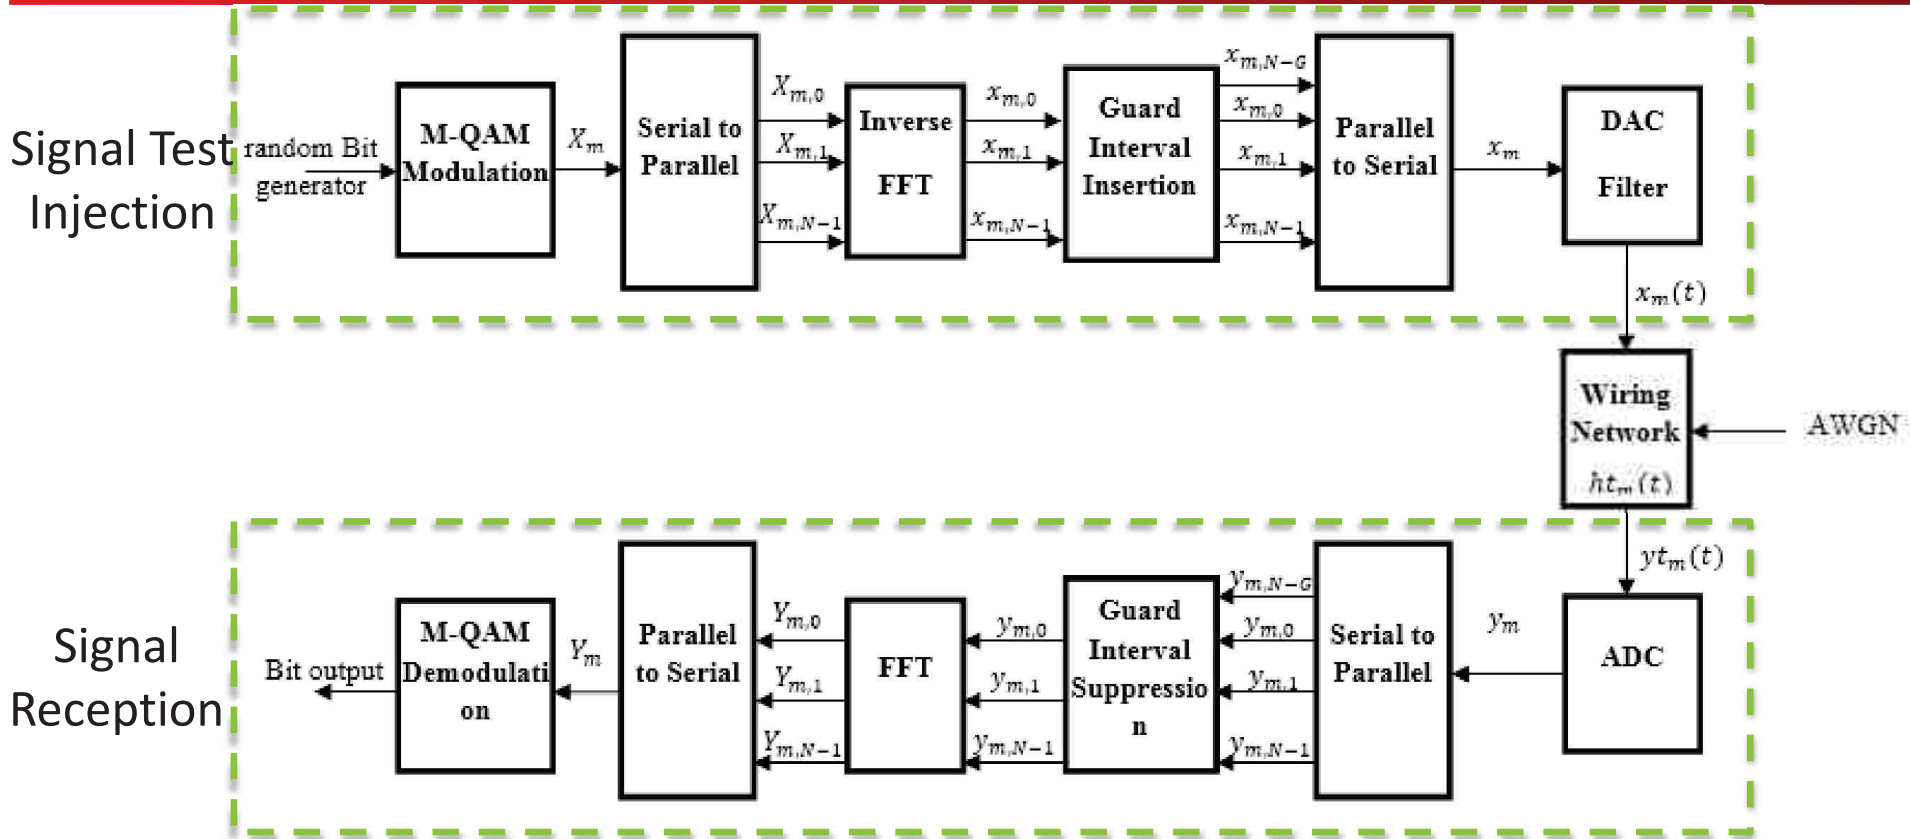 Signal Test
Injection
random Bit
generator
M-QAM
Modulation
X_m
Serial to
Parallel
X_{m,0}
X_{m,1}
X_{m,N-1}
Inverse
FFT
x_{m,0}
x_{m,1}
x_{m,N-1}
Guard
Interval
Insertion
x_{m,N-G}
x_{m,0}
x_{m,1}
x_{m,N-1}
Parallel
to Serial
x_m
DAC
Filter
x_m(t)
Wiring
Network
ht_m(t)
AWGN
yt_m(t)
Signal
Reception
Bit output
M-QAM
Demodulati
on
Y_m
Parallel
to Serial
Y_{m,0}
Y_{m,1}
Y_{m,N-1}
FFT
y_{m,0}
y_{m,1}
y_{m,N-1}
Guard
Interval
Suppressio
n
y_{m,N-G}
y_{m,0}
y_{m,1}
y_{m,N-1}
Serial to
Parallel
y_m
ADC